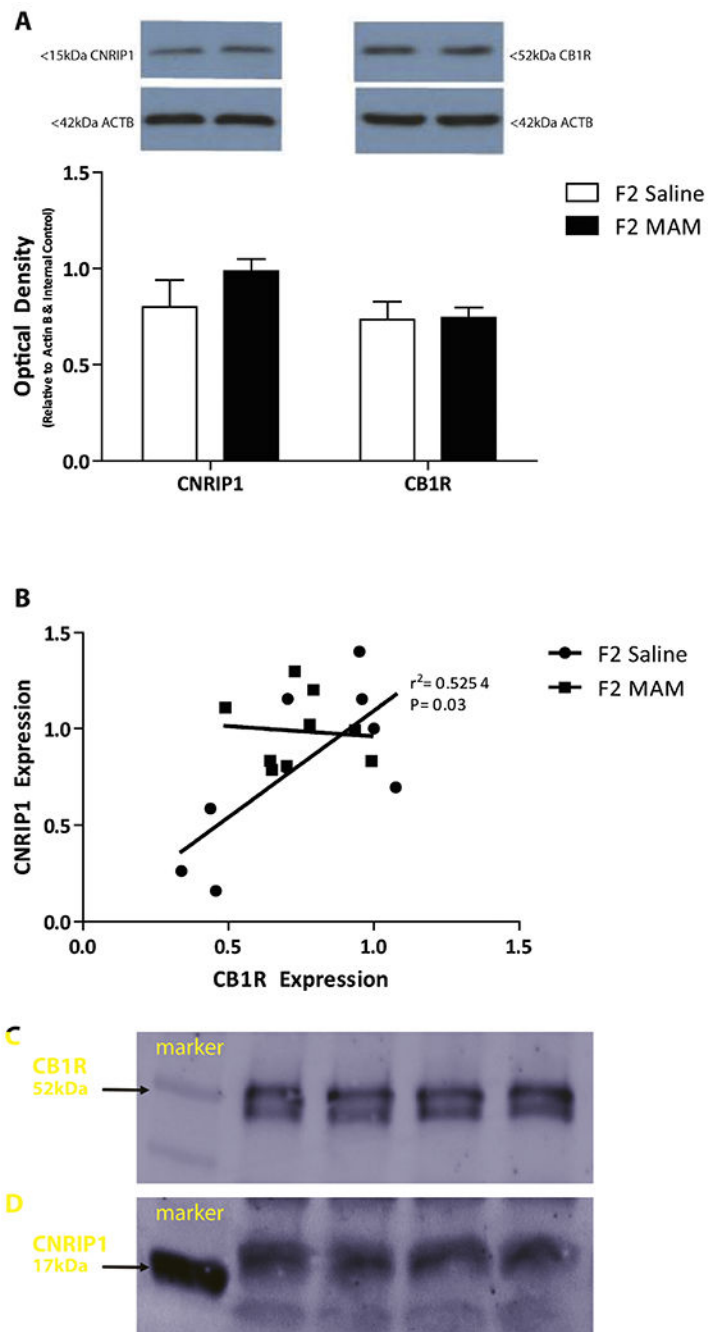 A
<15kDa CNRIP1
<52kDa CB1R
<42kDa ACTB
<42kDa ACTB
1.5
1.0
0.5
0.0
Optical Density
(Relative to Actin B & Internal Control)
CNRIP1
CB1R
F2 Saline
F2 MAM
B
1.5
1.0
0.5
0.0
CNRIP1 Expression
0.0
0.5
1.0
1.5
CB1R Expression
r²= 0.5254
P= 0.03
F2 Saline
F2 MAM
C
marker
CB1R
52kDa
D
marker
CNRIP1
17kDa